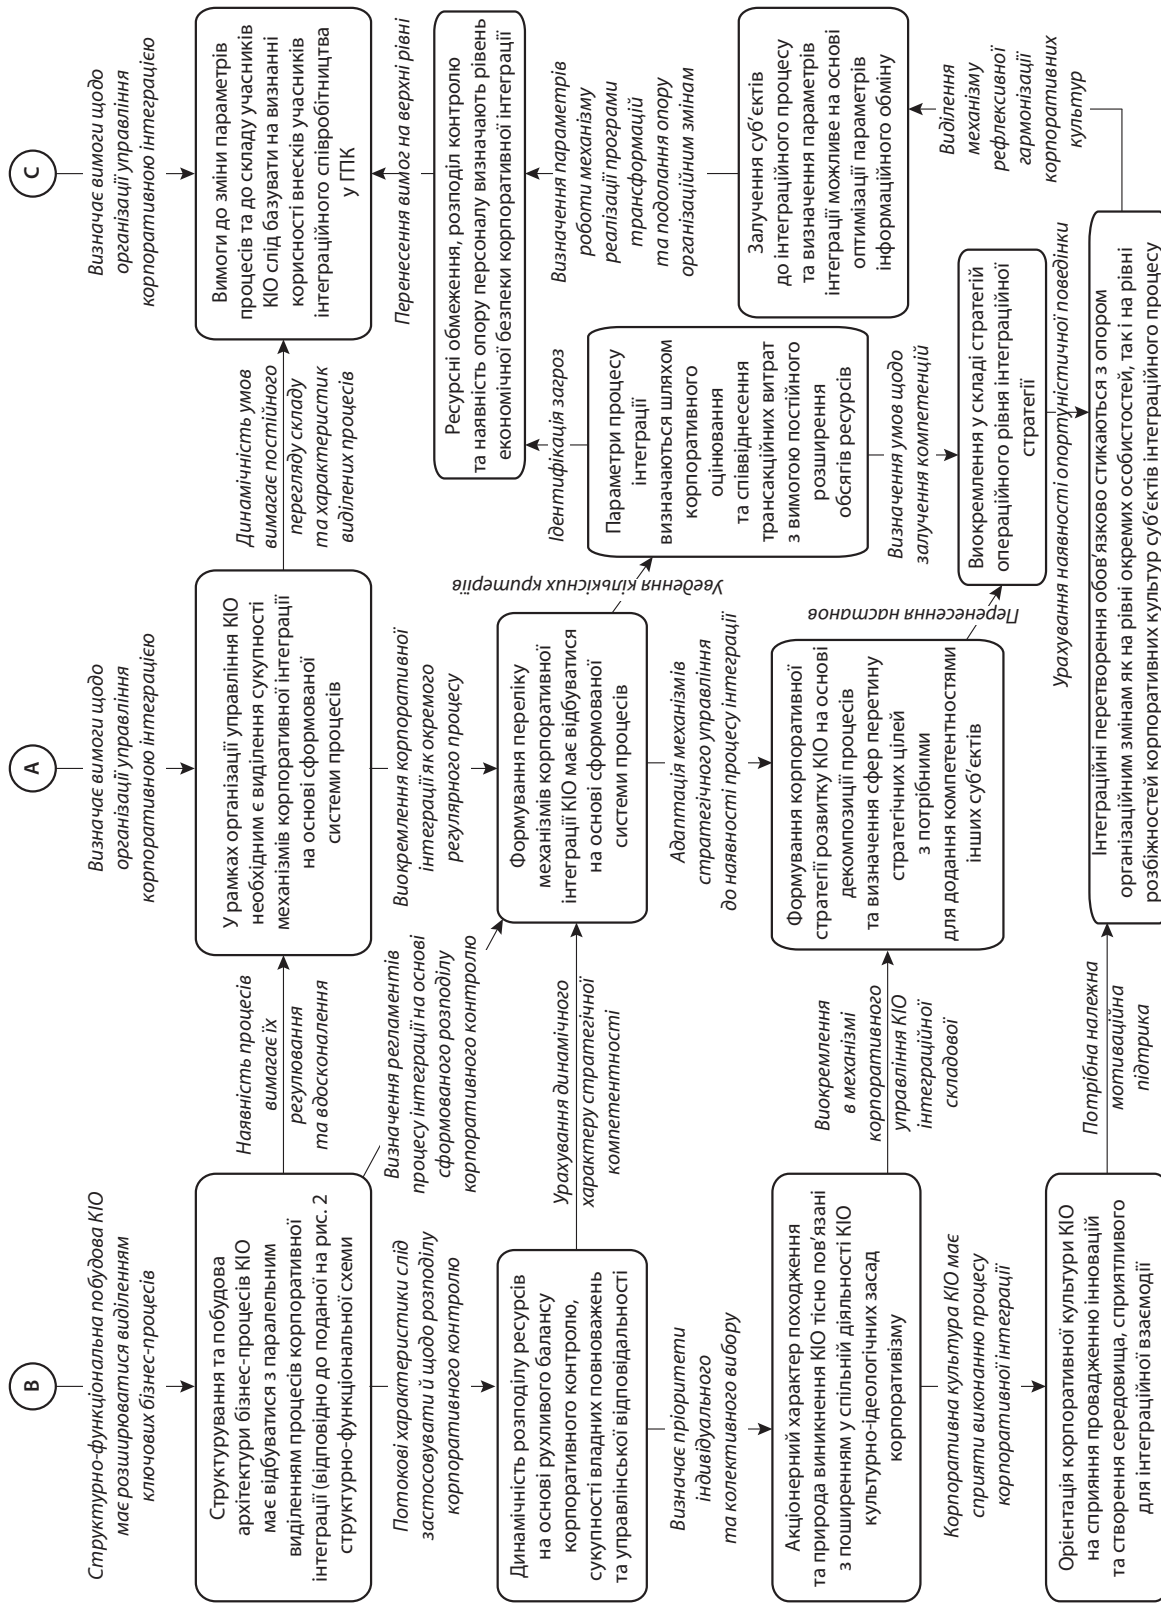 B
Структурно-функціональна побудова КІО
має розширюватися виділенням
ключових бізнес-процесів
Структурування та побудова
архітектури бізнес-процесів КІО
має відбуватися з паралельним
виділенням процесів корпоративної
інтеграції (відповідно до поданої на рис. 2
структурно-функціональної схеми
Потокові характеристики слід
застосовувати й щодо розподілу
корпоративного контролю
Динамічність розподілу ресурсів
на основі рухливого балансу
корпоративного контролю,
сукупності владних повноважень
та управлінської відповідальності
Визначає пріоритети
індивідуального
та колективного вибору
Акціонерний характер походження
та природа виникнення КІО тісно пов’язані
з поширенням у спільній діяльності КІО
культурно-ідеологічних засад
корпоративізму
Корпоративна культура КІО має
сприяти виконанню процесу
корпоративної інтеграції
Орієнтація корпоративної культури КІО
на сприяння провадженню інновацій
та створення середовища, сприятливого
для інтеграційної взаємодії
Наявність процесів
вимагає їх
регулювання
та вдосконалення
Визначення регламентів
процесу інтеграції на основі
сформованого розподілу
корпоративного контролю
Урахування динамічного
характеру стратегічної
компетентності
Виокремлення
в механізмі
корпоративного
управління КІО
інтеграційної
складової
Потрібна належна
мотиваційна
підтрика
A
Визначає вимоги щодо
організації управління
корпоративною інтеграцією
У рамках організації управління КІО
необхідним є виділення сукупності
механізмів корпоративної інтеграції
на основі сформованої
системи процесів
Виокремлення корпоративної
інтеграції як окремого
регулярного процесу
Формування переліку
механізмів корпоративної
інтеграції КІО має відбуватися
на основі сформованої
системи процесів
Адаптація механізмів
стратегічного управління
до наявності процесу інтеграції
Формування корпоративної
стратегії розвитку КІО на основі
декомпозиції процесів
та визначення сфер перетину
стратегічних цілей
з потрібними
для додання компетентностями
інших суб’єктів
Динамічність умов
вимагає постійного
перегляду складу
та характеристик
виділених процесів
Уведення кількісних критеріїв
Перенесення настанов
Ідентифікація загроз
Параметри процесу
інтеграції
визначаються шляхом
корпоративного
оцінювання
та співвіднесення
трансакційних витрат
з вимогою постійного
розширення
обсягів ресурсів
Визначення умов щодо
залучення компетенцій
Виокремлення у складі стратегій
операційного рівня інтеграційної
стратегії
Урахування наявності опортуністичної поведінки
Інтеграційні перетворення обов’язково стикаються з опором
організаційним змінам як на рівні окремих особистостей, так і на рівні
розбіжностей корпоративних культур суб’єктів інтеграційного процесу
C
Визначає вимоги щодо
організації управління
корпоративною інтеграцією
Вимоги до зміни параметрів
процесів та до складу учасників
КІО слід базувати на визнанні
корисності внесків учасників
інтеграційного співробітництва
у ГПК
Перенесення вимог на верхні рівні
Ресурсні обмеження, розподіл контролю
та наявність опору персоналу визначають рівень
економічної безпеки корпоративної інтеграції
Визначення параметрів
роботи механізму
реалізації програми
трансформацій
та подолання опору
організаційним змінам
Залучення суб’єктів
до інтеграційного процесу
та визначення параметрів
інтеграції можливе на основі
оптимізації параметрів
інформаційного обміну
Виділення
механізму
рефлексивної
гармонізації
корпоративних
культур